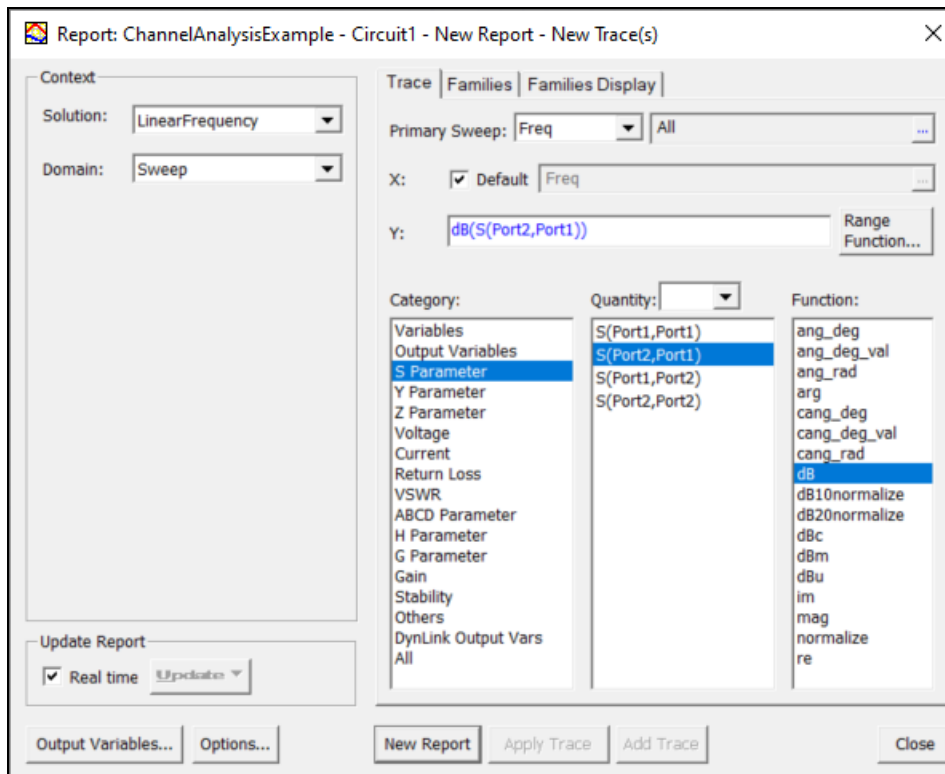 Report: ChannelAnalysisExample - Circuit1 - New Report - New Trace(s)
Context
Solution: LinearFrequency
Domain: Sweep
Update Report
Real time Update
Output Variables... Options...
Trace Families Families Display
Primary Sweep: Freq All ...
X: Default Freq ...
Y: dB(S(Port2,Port1)) Range
Function...
Category:
Variables
Output Variables
S Parameter
Y Parameter
Z Parameter
Voltage
Current
Return Loss
VSWR
ABCD Parameter
H Parameter
G Parameter
Gain
Stability
Others
DynLink Output Vars
All
Quantity:
S(Port1,Port1)
S(Port2,Port1)
S(Port1,Port2)
S(Port2,Port2)
Function:
ang_deg
ang_deg_val
ang_rad
arg
cang_deg
cang_deg_val
cang_rad
dB
dB10normalize
dB20normalize
dBc
dBm
dBu
im
mag
normalize
re
New Report Apply Trace Add Trace Close